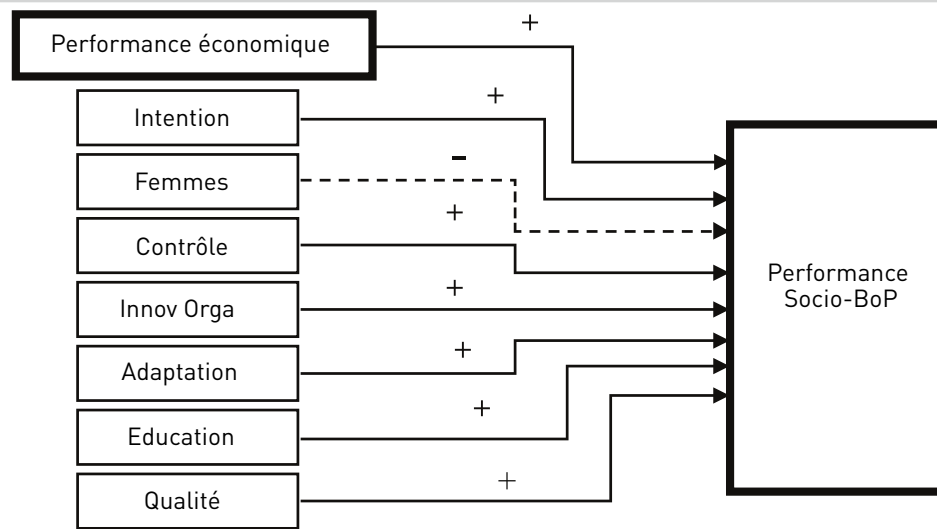 +
Performance économique
+
Intention
-
Femmes
+
Contrôle
Performance
Socio-BoP
+
Innov Orga
+
Adaptation
+
Education
+
Qualité